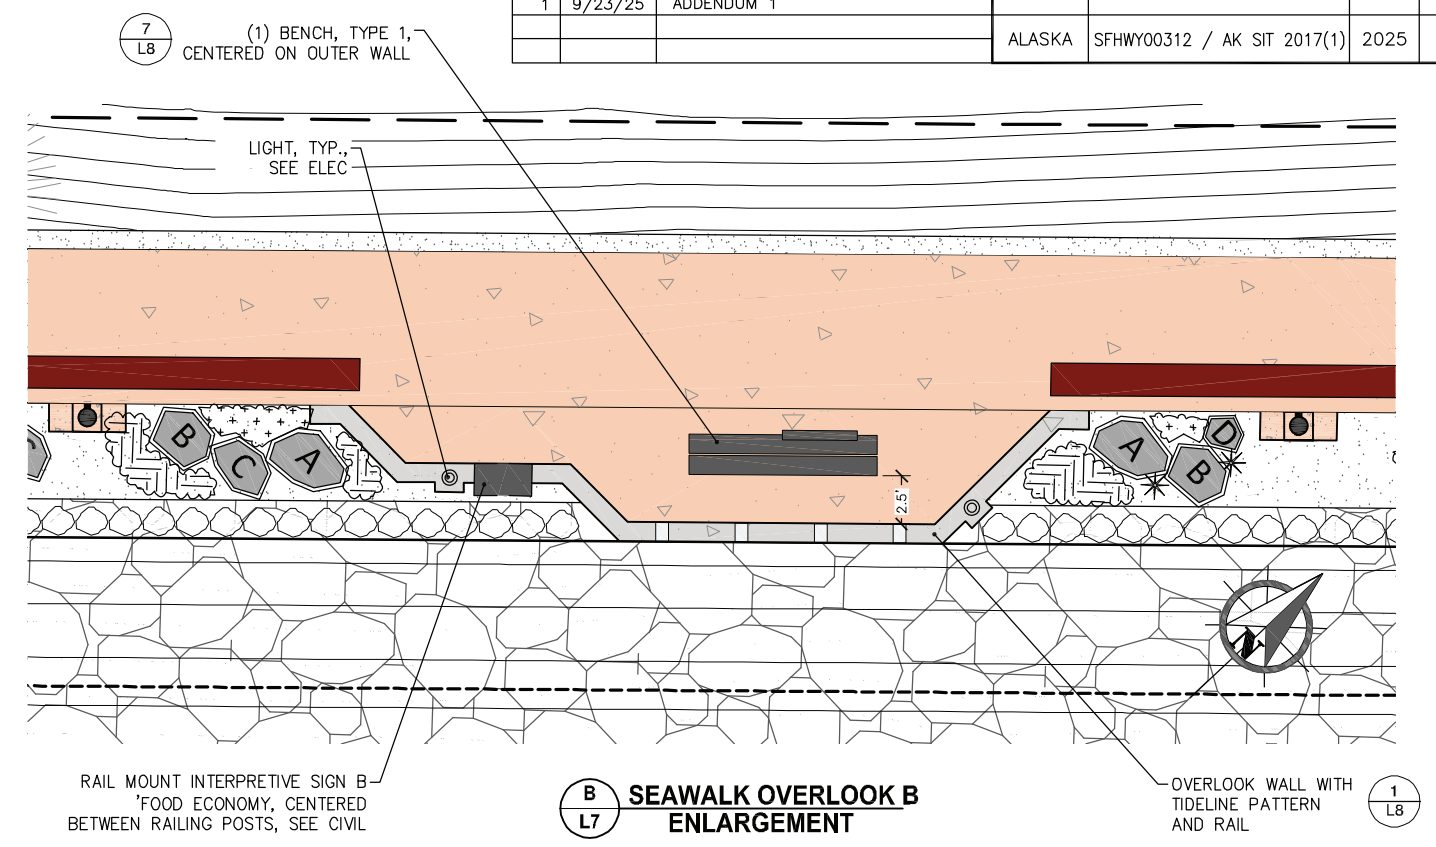 1 9/23/25 ADDENDUM 1
ALASKA SFHWY00312 / AK SIT 2017(1) 2025
7
L8
(1) BENCH, TYPE 1,
CENTERED ON OUTER WALL
LIGHT, TYP.,
SEE ELEC
B
C
A
A
D
B
2.5'
N
RAIL MOUNT INTERPRETIVE SIGN B
'FOOD ECONOMY, CENTERED
BETWEEN RAILING POSTS, SEE CIVIL
B
L7
SEAWALK OVERLOOK B
ENLARGEMENT
OVERLOOK WALL WITH
TIDELINE PATTERN
AND RAIL
1
L8